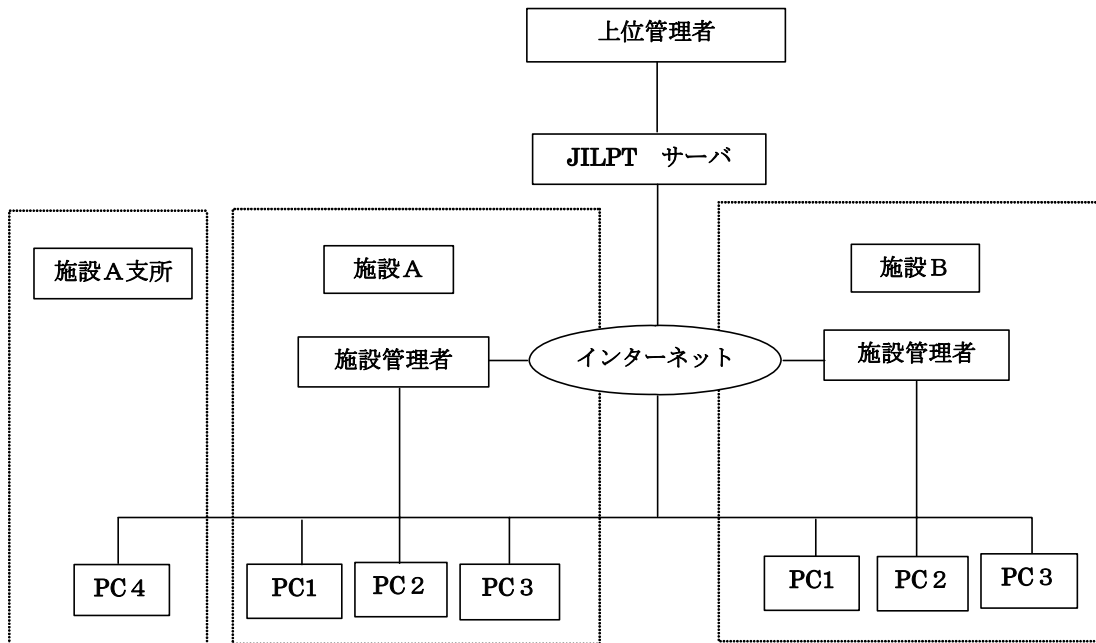 上位管理者
JILPT　サーバ
施設A支所
施設A
施設B
施設管理者
インターネット
施設管理者
PC4
PC1
PC2
PC3
PC1
PC2
PC3